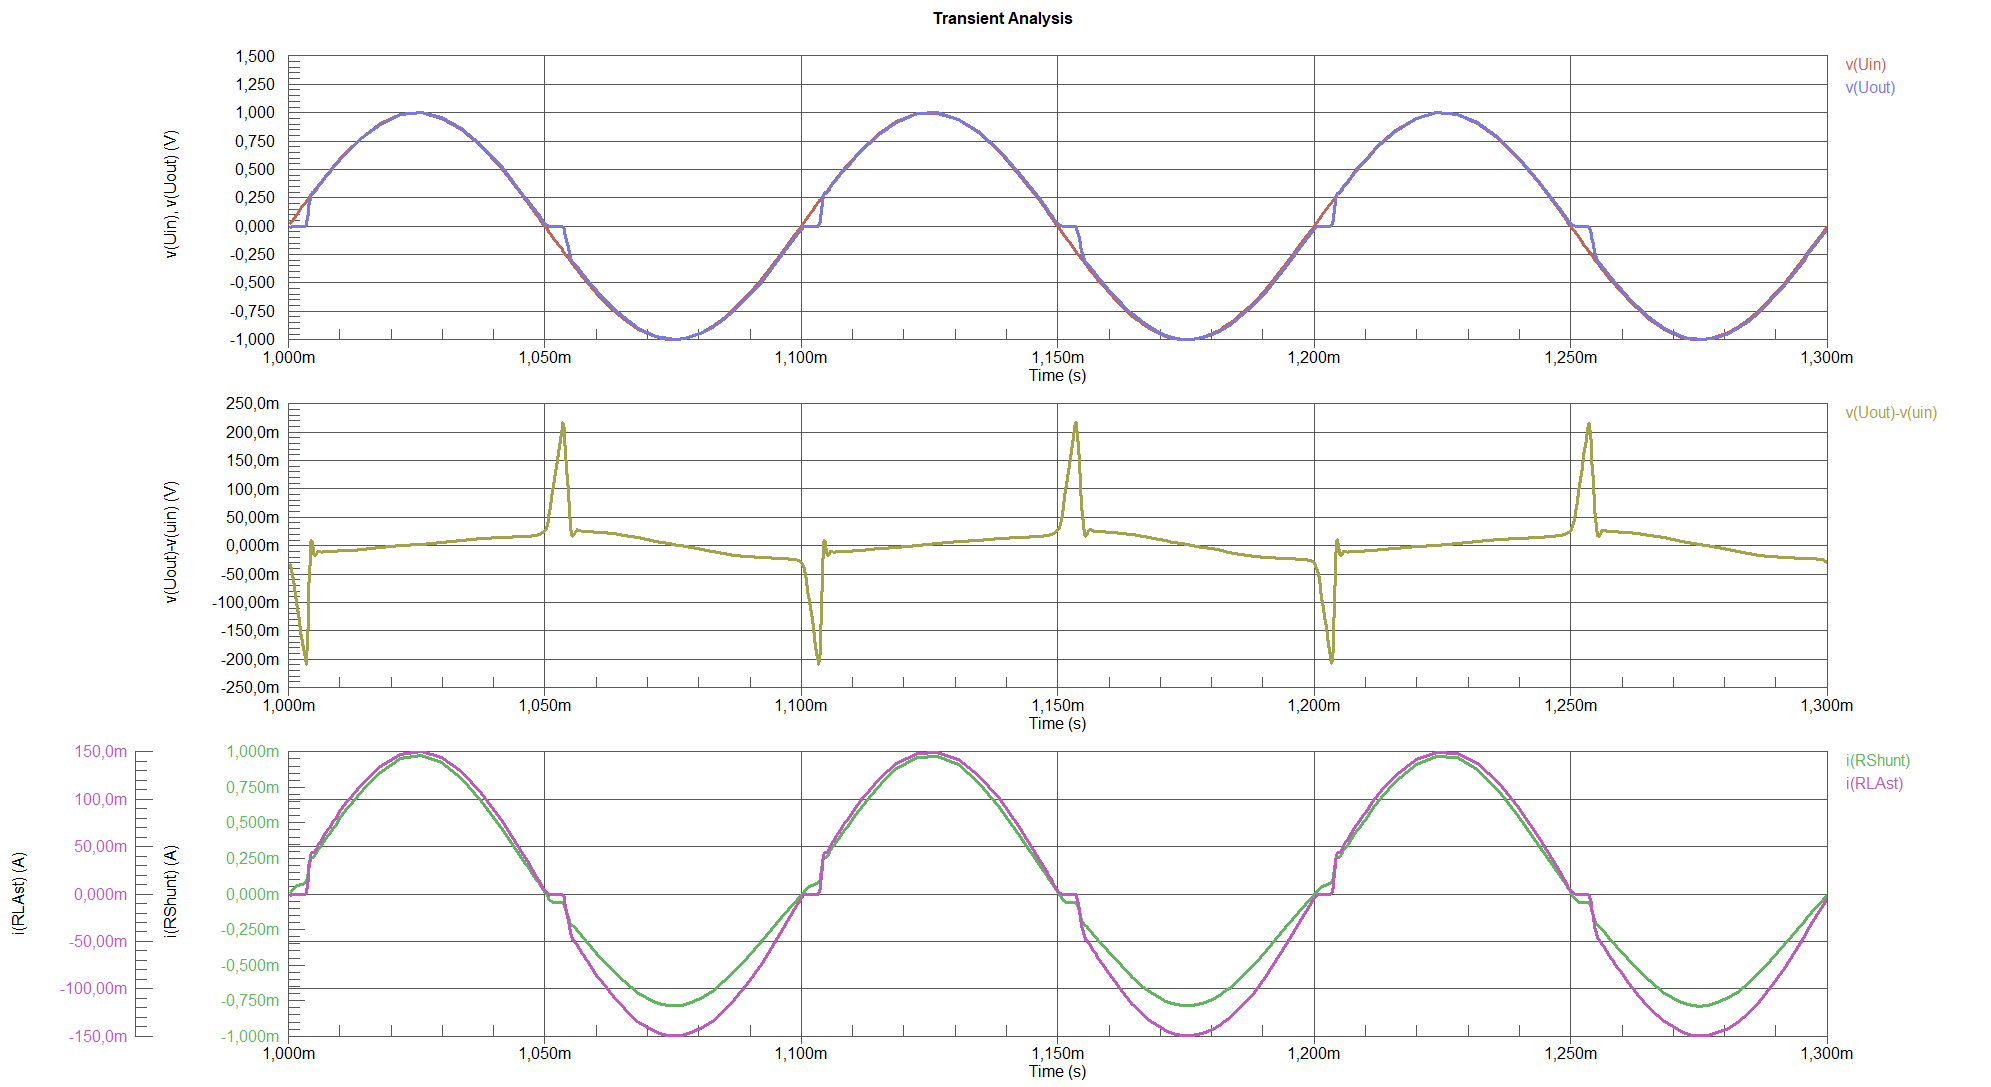 Transient Analysis
v(Uin), v(Uout) (V)
1,500
1,250
1,000
0,750
0,500
0,250
0,000
-0,250
-0,500
-0,750
-1,000
v(Uin)
v(Uout)
1,000m 1,050m 1,100m 1,150m 1,200m 1,250m 1,300m
Time (s)
v(Uout)-v(uin) (V)
250,0m
200,0m
150,0m
100,0m
50,00m
0,000m
-50,00m
-100,00m
-150,0m
-200,0m
-250,0m
v(Uout)-v(uin)
1,000m 1,050m 1,100m 1,150m 1,200m 1,250m 1,300m
Time (s)
i(RLAst) (A)
150,0m
100,0m
50,00m
0,000m
-50,00m
-100,00m
-150,0m
i(RShunt) (A)
1,000m
0,750m
0,500m
0,250m
0,000m
-0,250m
-0,500m
-0,750m
-1,000m
i(RShunt)
i(RLAst)
1,000m 1,050m 1,100m 1,150m 1,200m 1,250m 1,300m
Time (s)